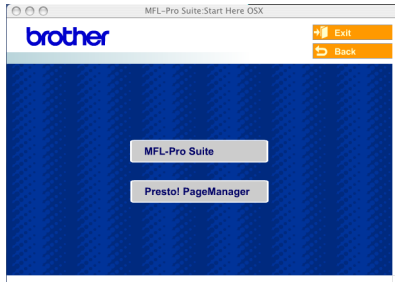 MFL-Pro Suite:Start Here OSX
brother
Exit
Back
MFL-Pro Suite
Presto! PageManager